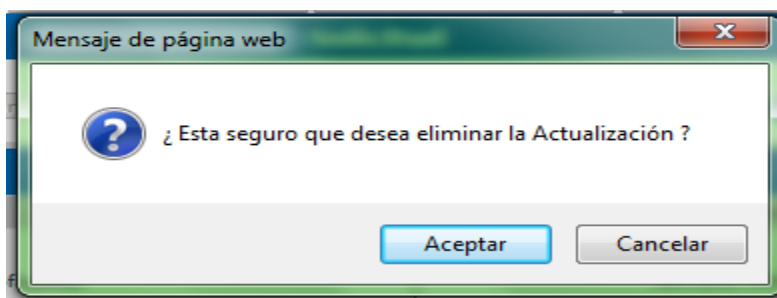 Mensaje de página web
¿ Esta seguro que desea eliminar la Actualización ?
Aceptar
Cancelar